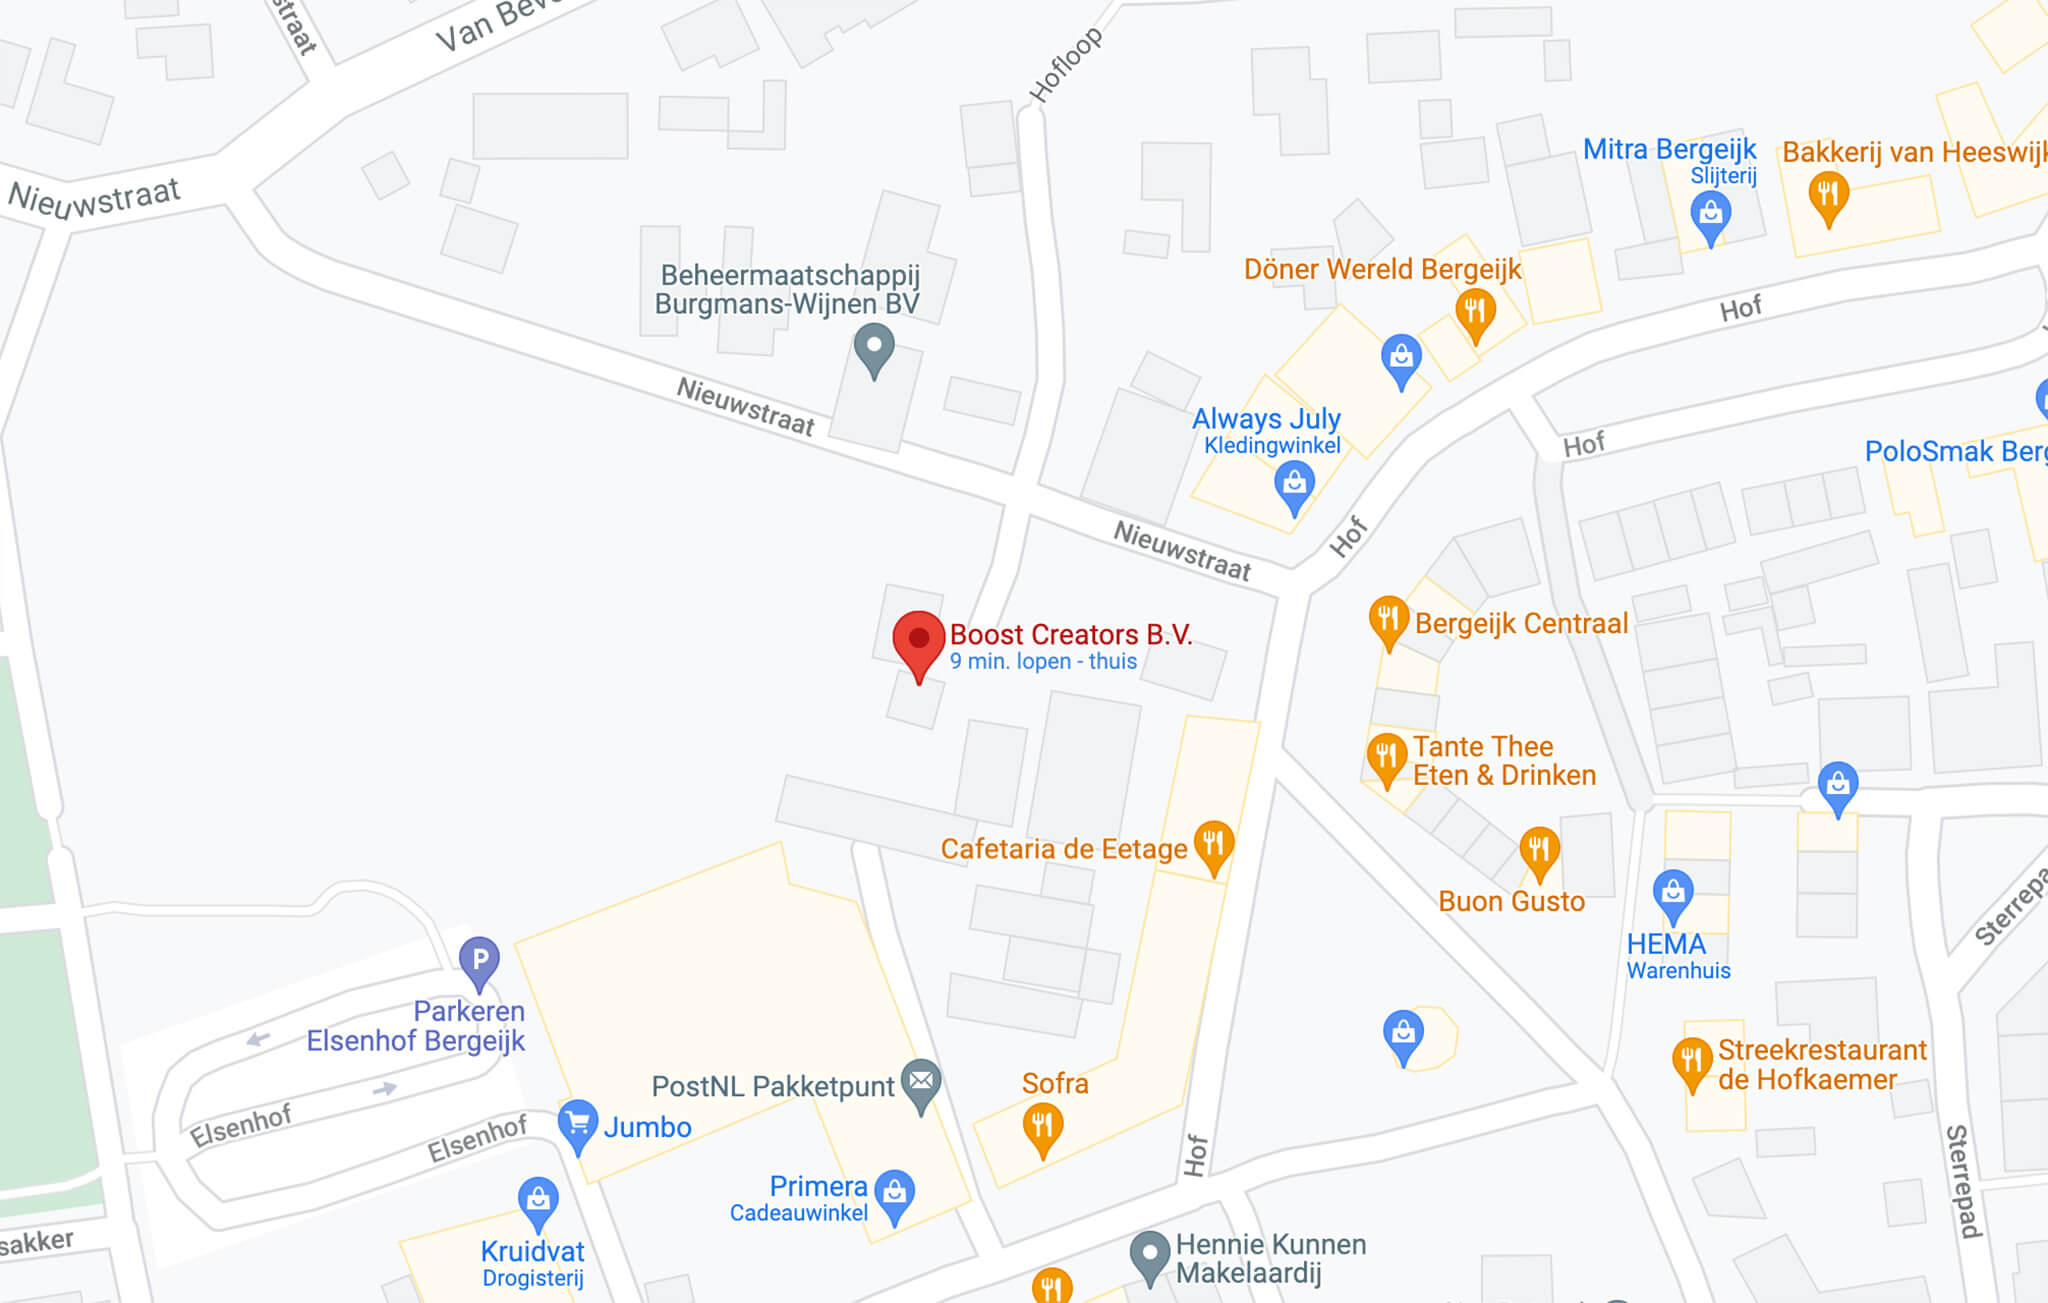 straat
Van Beve
Hofloop
Nieuwstraat
Mitra Bergeijk
Slijterij
Bakkerij van Heeswijk
Beheermaatschappij
Burgmans-Wijnen BV
Döner Wereld Bergeijk
Hof
Nieuwstraat
Always July
Kledingwinkel
Hof
PoloSmak Berg
Nieuwstraat
Hof
Boost Creators B.V.
9 min. lopen - thuis
Bergeijk Centraal
Tante Thee
Eten & Drinken
Cafetaria de Eetage
Buon Gusto
HEMA
Warenhuis
Sterrepa
P
Parkeren
Elsenhof Bergeijk
PostNL Pakketpunt
Sofra
Streekrestaurant
de Hofkaemer
Elsenhof
Elsenhof
Jumbo
Hof
Sterrepad
Primera
Cadeauwinkel
Kruidvat
Drogisterij
sakker
Hennie Kunnen
Makelaardij